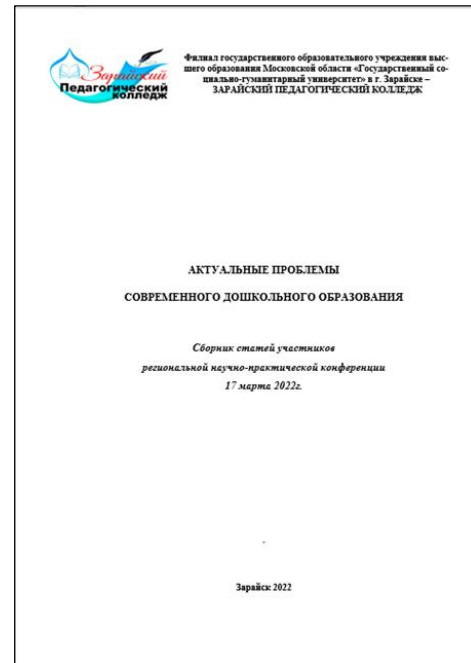 Зарайский
Педагогический
колледж
Филиал государственного образовательного учреждения выс-
шего образования Московской области «Государственный со-
циально-гуманитарный университет» в г. Зарайске –
ЗАРАЙСКИЙ ПЕДАГОГИЧЕСКИЙ КОЛЛЕДЖ
АКТУАЛЬНЫЕ ПРОБЛЕМЫ
СОВРЕМЕННОГО ДОШКОЛЬНОГО ОБРАЗОВАНИЯ
Сборник статей участников
региональной научно-практической конференции
17 марта 2022г.
Зарайск 2022